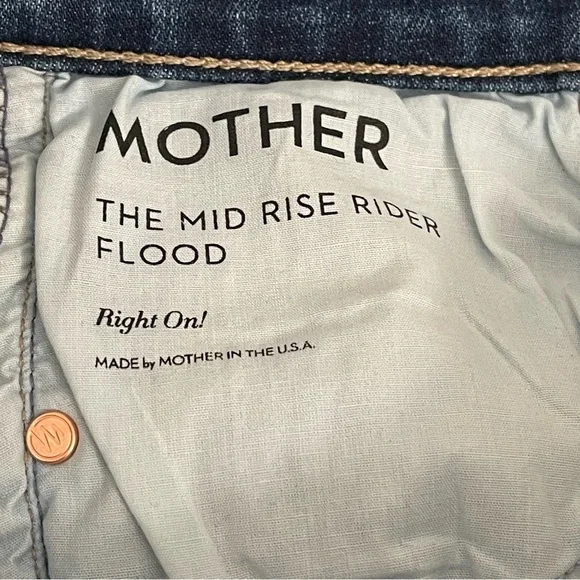 MOTHER
THE MID RISE RIDER
FLOOD
Right On!
MADE by MOTHER IN THE U.S.A.
M